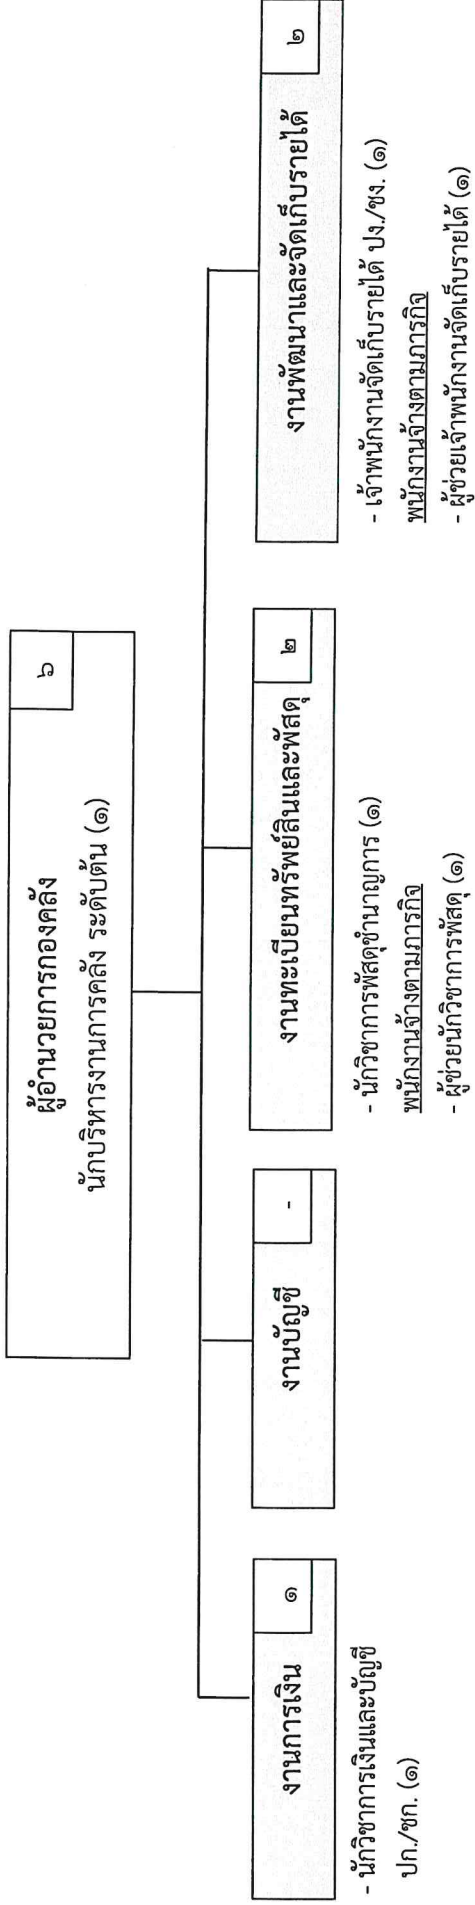 ผู้อำนวยการกองคลัง
นักบริหารงานการคลัง ระดับต้น (๑)
๖
งานการเงิน
๑
- นักวิชาการเงินและบัญชี
ปก./ชก. (๑)
งานบัญชี
-
งานทะเบียนทรัพย์สินและพัสดุ
๒
- นักวิชาการพัสดุชำนาญการ (๑)
พนักงานจ้างตามภารกิจ
- ผู้ช่วยนักวิชาการพัสดุ (๑)
งานพัฒนาและจัดเก็บรายได้
๒
- เจ้าพนักงานจัดเก็บรายได้ ปง./ชง. (๑)
พนักงานจ้างตามภารกิจ
- ผู้ช่วยเจ้าพนักงานจัดเก็บรายได้ (๑)